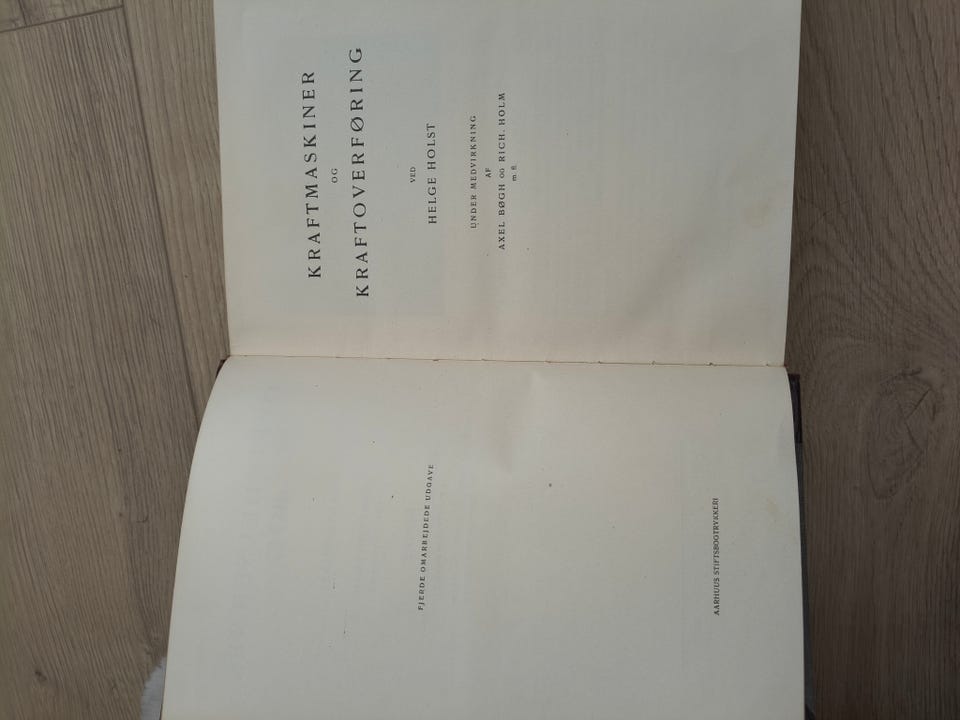 FJERDE OMARBEJDEDE UDGAVE
AARHUUS STIFTSBOGTRYKKERI
KRAFTMASKINER
OG
KRAFTOVERFØRING
VED
HELGE HOLST
UNDER MEDVIRKNING
AF
AXEL BØGH OG RICH. HOLM
m. fl.